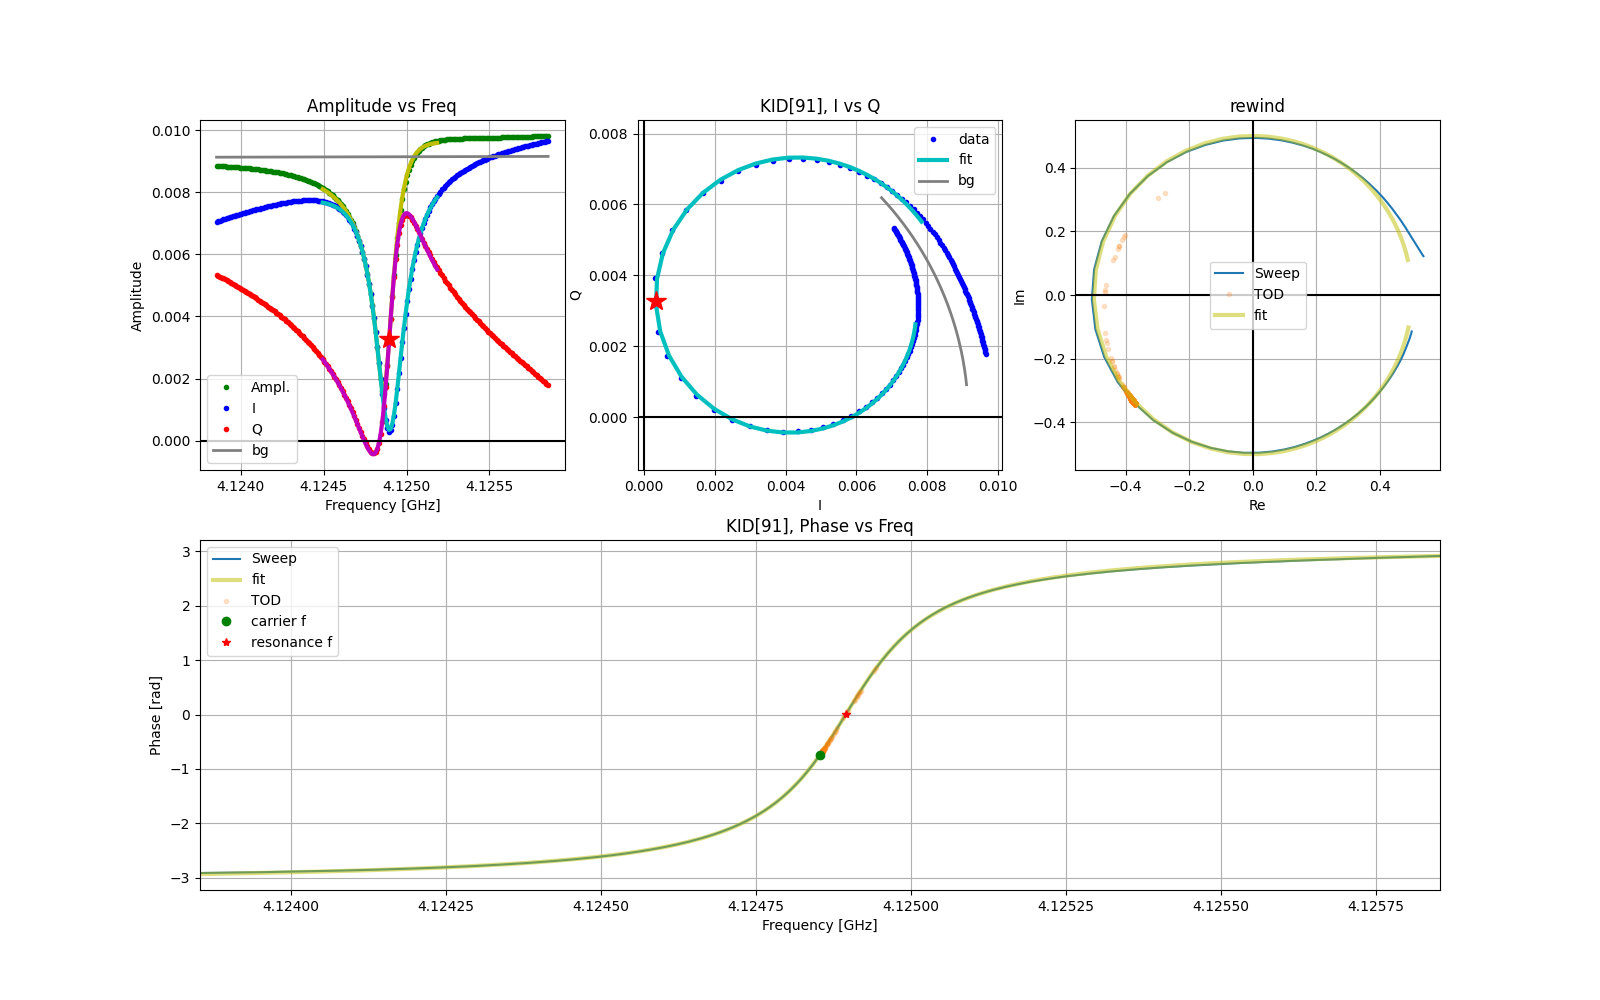 Amplitude vs Freq
0.010
0.008
0.006
0.004
0.002
0.000
Amplitude
Ampl.
I
Q
bg
4.1240 4.1245 4.1250 4.1255
Frequency [GHz]
KID[91], I vs Q
0.008
0.006
0.004
0.002
0.000
Q
data
fit
bg
0.000 0.002 0.004 0.006 0.008 0.010
I
rewind
0.4
0.2
0.0
−0.2
−0.4
Im
Sweep
TOD
fit
−0.4 −0.2 0.0 0.2 0.4
Re
KID[91], Phase vs Freq
3
2
1
0
−1
−2
−3
Phase [rad]
Sweep
fit
TOD
carrier f
resonance f
4.12400 4.12425 4.12450 4.12475 4.12500 4.12525 4.12550 4.12575
Frequency [GHz]